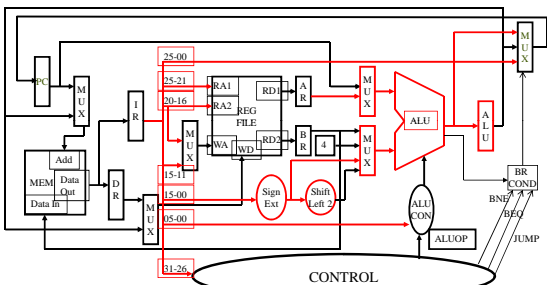 25-00
M U X
PC
25-21
20-16
M U X
I R
RA1
RA2
RD1
REG FILE
A R
M U X
ALU
A L U
M U X
WA
WD
RD2
B R
4
M U X
Add
MEM
Data Out
Data In
D R
M U X
15-11
15-00
05-00
31-26
Sign Ext
Shift Left 2
ALU CON
ALUOP
BR COND
BNE
BEQ
JUMP
CONTROL